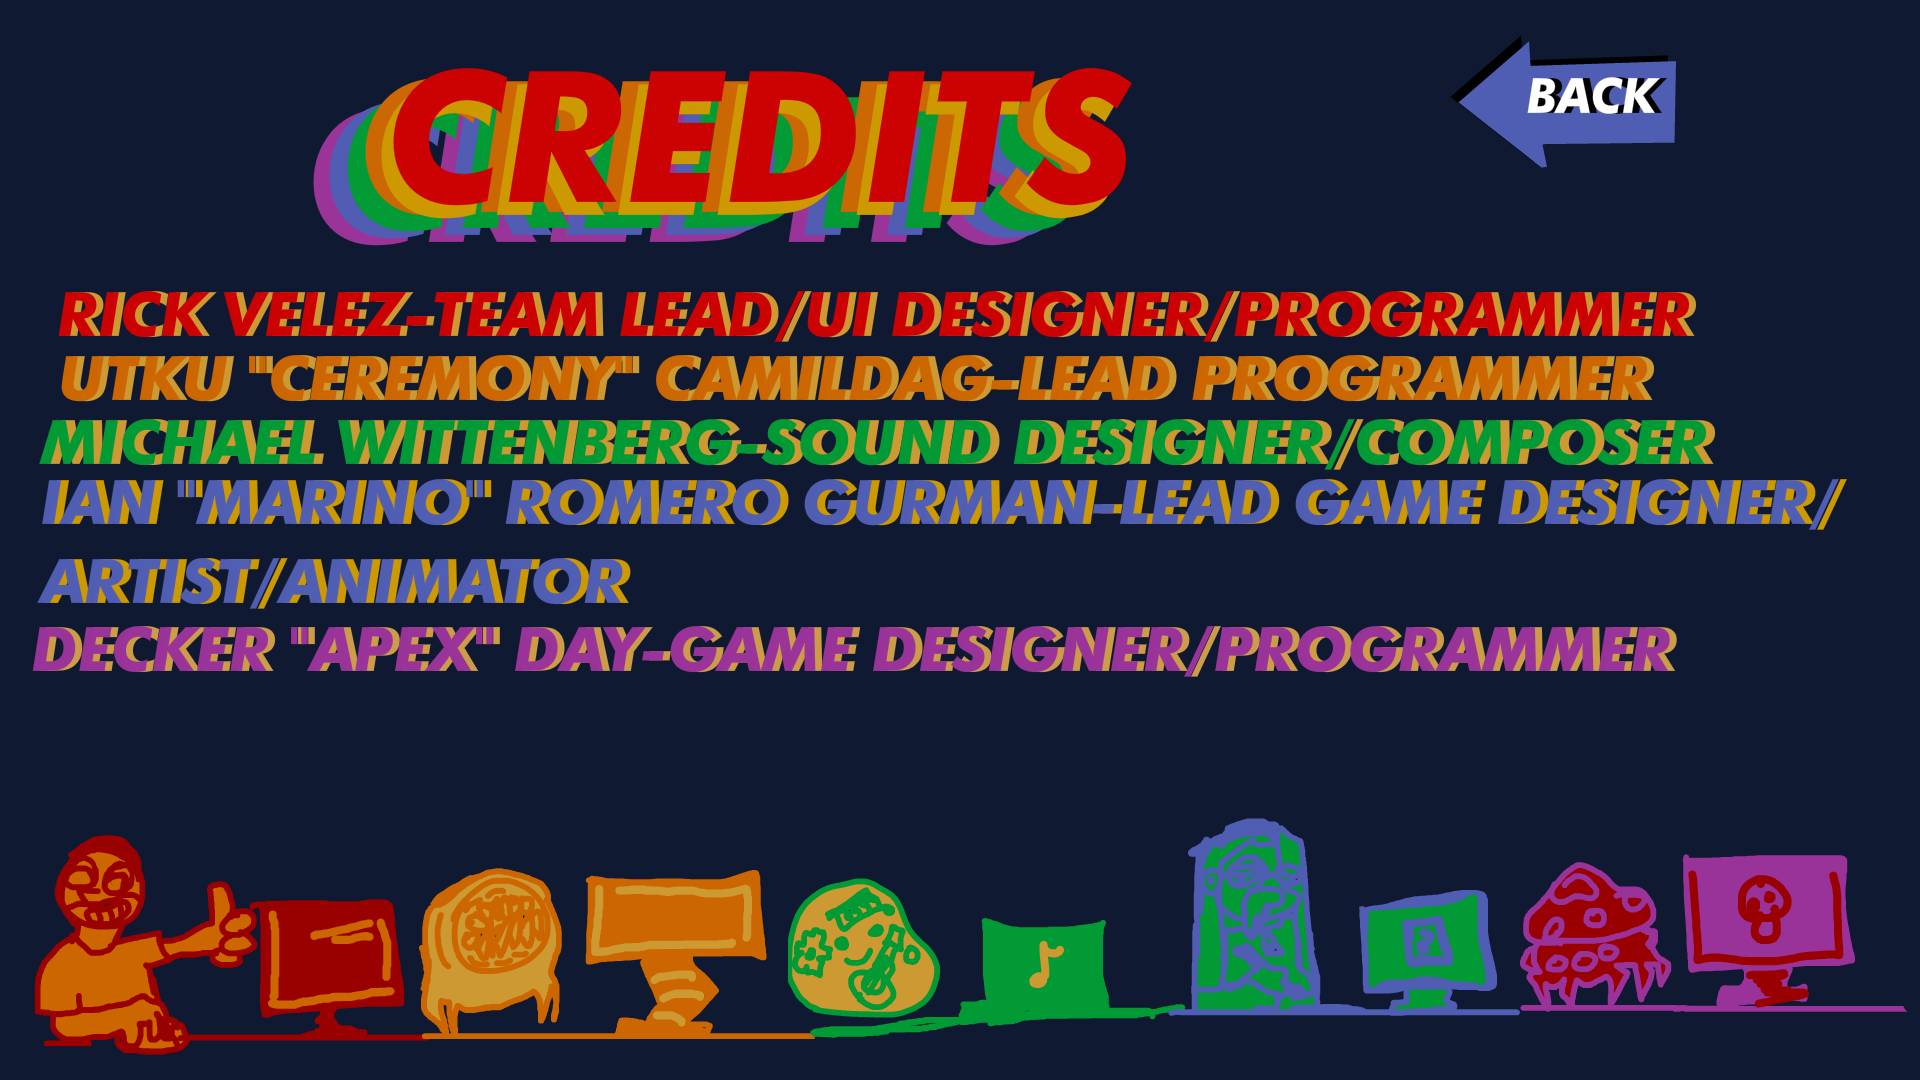 CREDITS
BACK
RICK VELEZ-TEAM LEAD/UI DESIGNER/PROGRAMMER
UTKU "CEREMONY" CAMILDAG-LEAD PROGRAMMER
MICHAEL WITTENBERG-SOUND DESIGNER/COMPOSER
IAN "MARINO" ROMERO GURMAN-LEAD GAME DESIGNER/
ARTIST/ANIMATOR
DECKER "APEX" DAY-GAME DESIGNER/PROGRAMMER